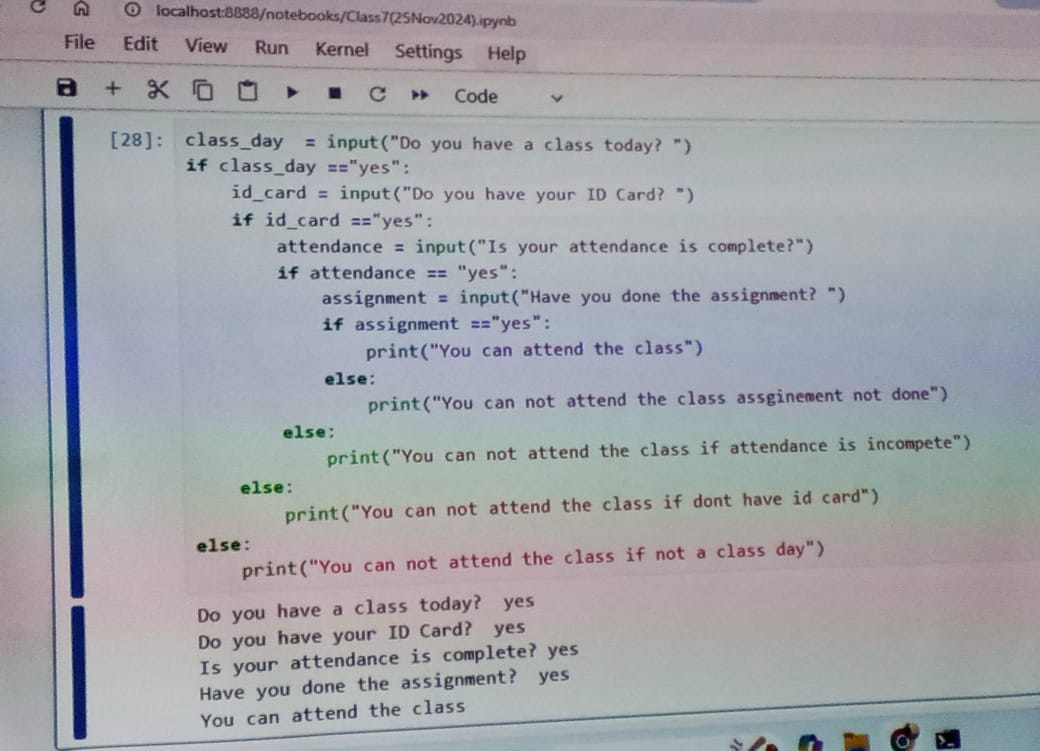 localhost:8888/notebooks/Class7(25Nov2024).ipynb
File Edit View Run Kernel Settings Help
Code
[28]: class_day  = input("Do you have a class today? ")
if class_day =="yes":
    id_card = input("Do you have your ID Card? ")
    if id_card =="yes":
        attendance = input("Is your attendance is complete?")
        if attendance == "yes":
            assignment = input("Have you done the assignment? ")
            if assignment =="yes":
                print("You can attend the class")
            else:
                print("You can not attend the class assginement not done")
        else:
            print("You can not attend the class if attendance is incompete")
    else:
        print("You can not attend the class if dont have id card")
else:
    print("You can not attend the class if not a class day")
Do you have a class today?  yes
Do you have your ID Card?  yes
Is your attendance is complete? yes
Have you done the assignment?  yes
You can attend the class